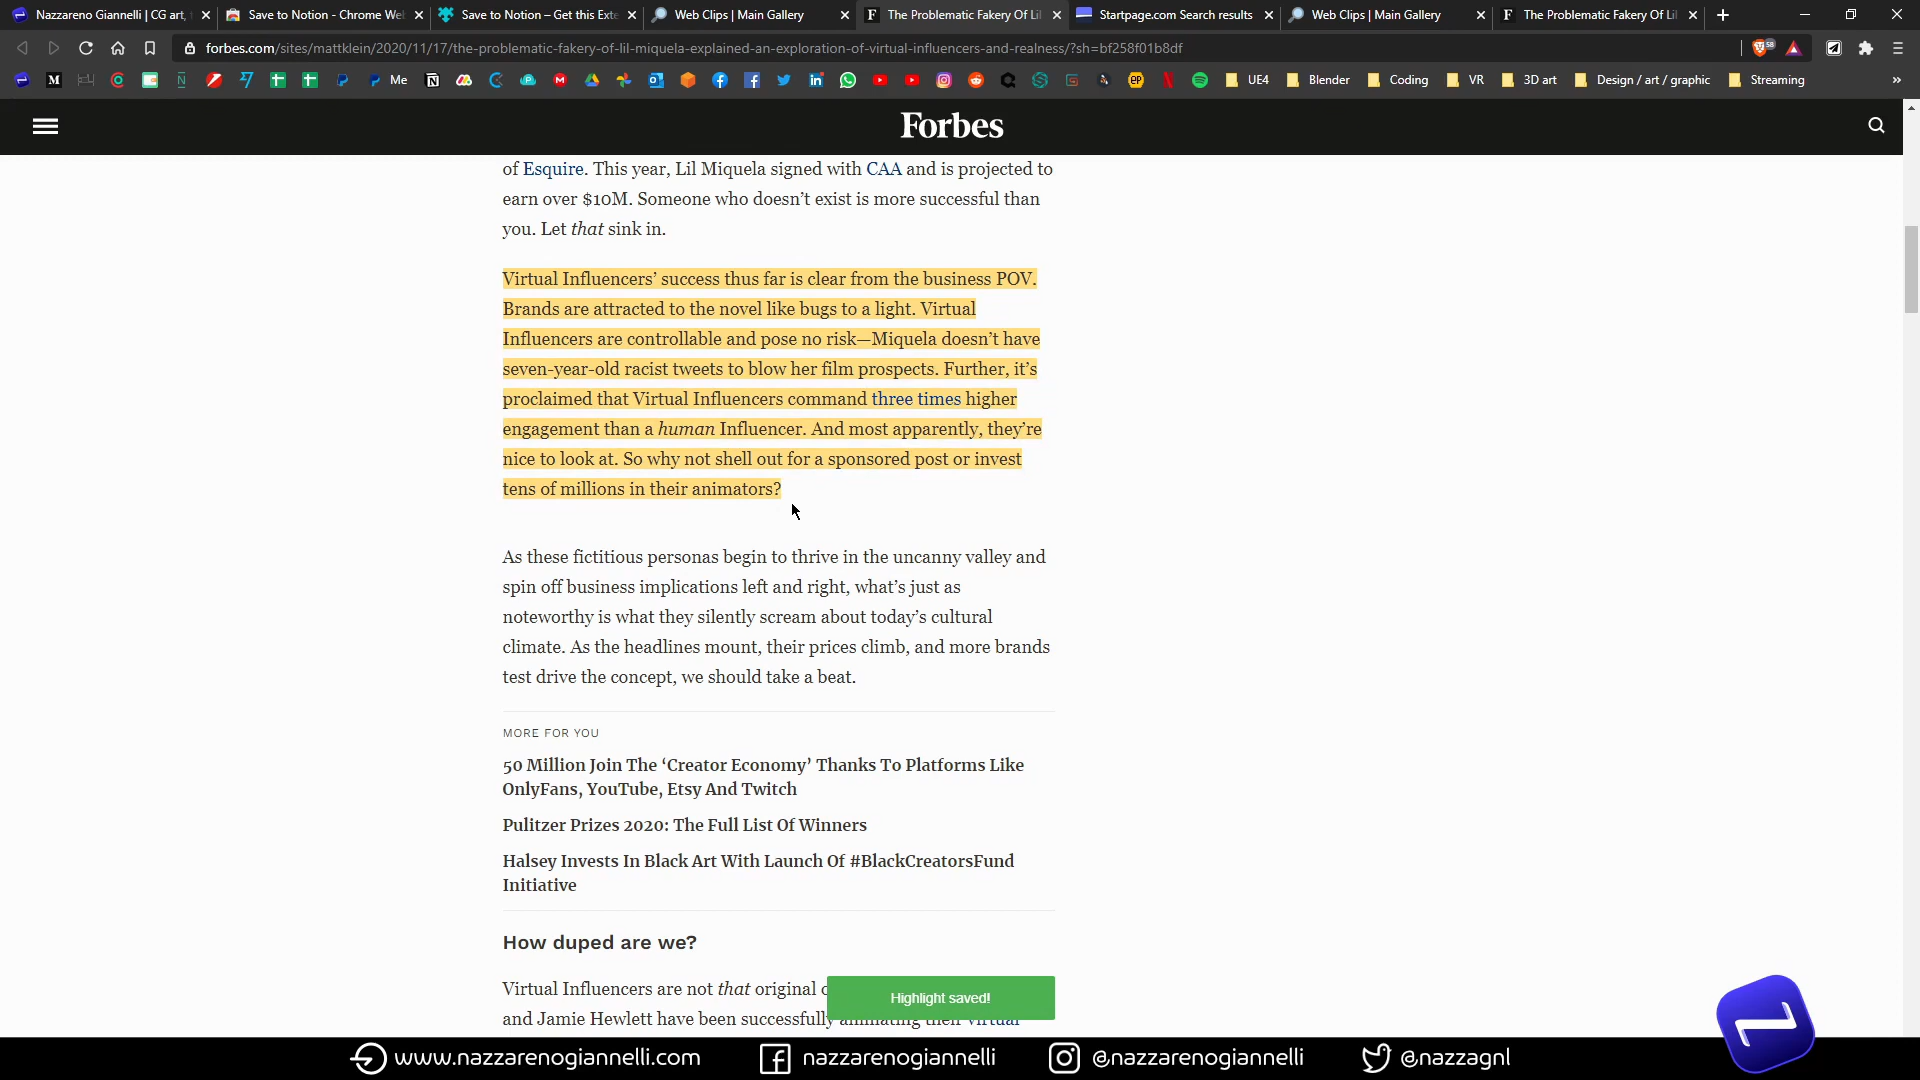 Nazzareno Giannelli | CG art,
Save to Notion - Chrome We
Save to Notion – Get this Exte
Web Clips | Main Gallery
The Problematic Fakery Of Lil
Startpage.com Search results
Web Clips | Main Gallery
The Problematic Fakery Of Lil
forbes.com/sites/mattklein/2020/11/17/the-problematic-fakery-of-lil-miquela-explained-an-exploration-of-virtual-influencers-and-realness/?sh=bf258f01b8df
58
Me
UE4
Blender
Coding
VR
3D art
Design / art / graphic
Streaming
Forbes
of Esquire. This year, Lil Miquela signed with CAA and is projected to
earn over $10M. Someone who doesn’t exist is more successful than
you. Let that sink in.
Virtual Influencers’ success thus far is clear from the business POV.
Brands are attracted to the novel like bugs to a light. Virtual
Influencers are controllable and pose no risk—Miquela doesn’t have
seven-year-old racist tweets to blow her film prospects. Further, it’s
proclaimed that Virtual Influencers command three times higher
engagement than a human Influencer. And most apparently, they’re
nice to look at. So why not shell out for a sponsored post or invest
tens of millions in their animators?
As these fictitious personas begin to thrive in the uncanny valley and
spin off business implications left and right, what’s just as
noteworthy is what they silently scream about today’s cultural
climate. As the headlines mount, their prices climb, and more brands
test drive the concept, we should take a beat.
MORE FOR YOU
50 Million Join The ‘Creator Economy’ Thanks To Platforms Like
OnlyFans, YouTube, Etsy And Twitch
Pulitzer Prizes 2020: The Full List Of Winners
Halsey Invests In Black Art With Launch Of #BlackCreatorsFund
Initiative
How duped are we?
Virtual Influencers are not that original
Highlight saved!
and Jamie Hewlett have been successfully animating their virtual
www.nazzarenogiannelli.com
nazzarenogiannelli
@nazzarenogiannelli
@nazzagnl